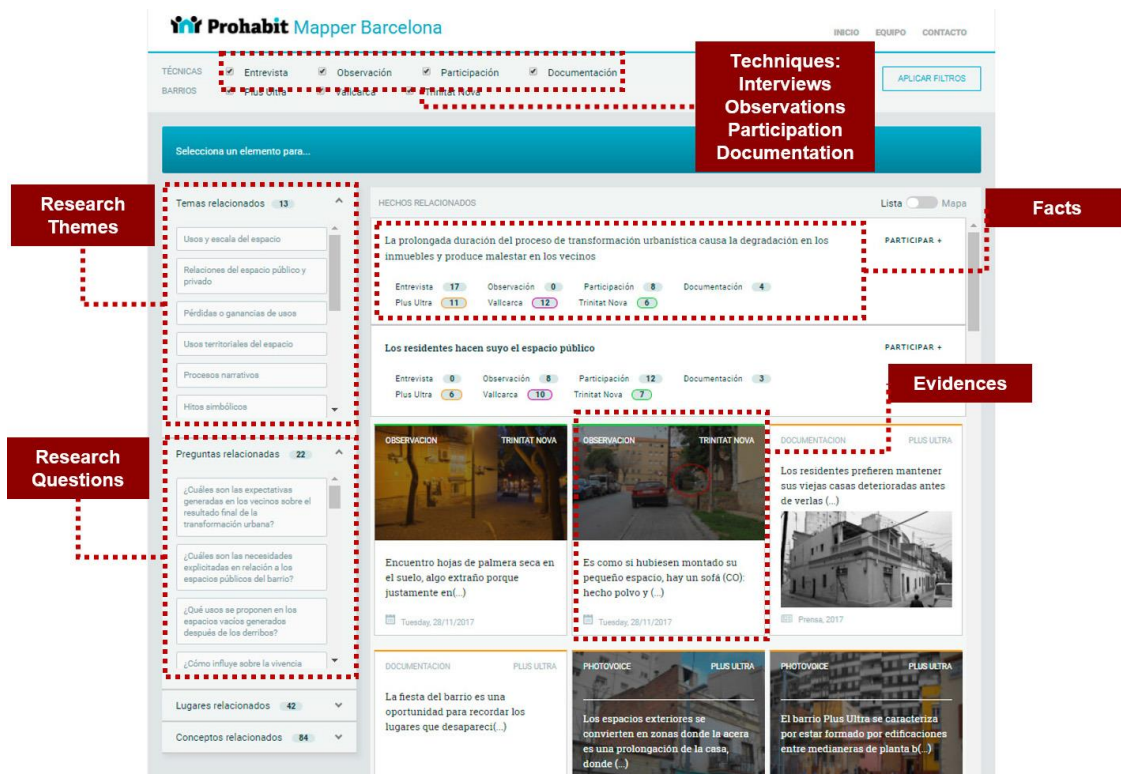 Prohabit Mapper Barcelona
INICIO EQUIPO CONTACTO
TÉCNICAS Entrevista Observación Participación Documentación
BARRIOS Plus Ultra Vallcarca Trinitat Nova
APLICAR FILTROS
Techniques:
Interviews
Observations
Participation
Documentation
Selecciona un elemento para...
Research
Themes
Temas relacionados 13
Usos y escala del espacio
Relaciones del espacio público y
privado
Pérdidas o ganancias de usos
Usos territoriales del espacio
Procesos narrativos
Hitos simbólicos
Research
Questions
Preguntas relacionadas 22
¿Cuáles son las expectativas
generadas en los vecinos sobre el
resultado final de la
transformación urbana?
¿Cuáles son las necesidades
explicitadas en relación a los
espacios públicos del barrio?
¿Qué usos se proponen en los
espacios vacíos generados
después de los derribos?
¿Cómo influye sobre la vivencia
Lugares relacionados 42
Conceptos relacionados 84
HECHOS RELACIONADOS
Lista Mapa
Facts
La prolongada duración del proceso de transformación urbanística causa la degradación en los
inmuebles y produce malestar en los vecinos
PARTICIPAR +
Entrevista 17 Observación 0 Participación 8 Documentación 4
Plus Ultra 11 Vallcarca 12 Trinitat Nova 6
Los residentes hacen suyo el espacio público
PARTICIPAR +
Entrevista 0 Observación 8 Participación 12 Documentación 3
Plus Ultra 6 Vallcarca 10 Trinitat Nova 7
Evidences
OBSERVACION TRINITAT NOVA
Encuentro hojas de palmera seca en
el suelo, algo extraño porque
justamente en(...)
Tuesday, 28/11/2017
OBSERVACION TRINITAT NOVA
Es como si hubiesen montado su
pequeño espacio, hay un sofá (CO):
hecho polvo y (...)
Tuesday, 28/11/2017
DOCUMENTACIÓN PLUS ULTRA
Los residentes prefieren mantener
sus viejas casas deterioradas antes
de verlas (...)
Prensa, 2017
DOCUMENTACIÓN PLUS ULTRA
La fiesta del barrio es una
oportunidad para recordar los
lugares que desapareci(...)
PHOTOVOICE PLUS ULTRA
Los espacios exteriores se
convierten en zonas donde la acera
es una prolongación de la casa,
donde (...)
PHOTOVOICE PLUS ULTRA
El barrio Plus Ultra se caracteriza
por estar formado por edificaciones
entre medianeras de planta b(...)